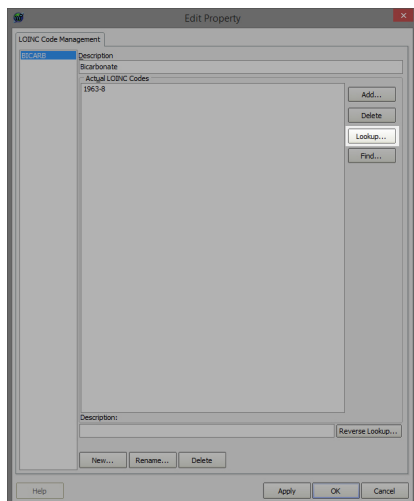 Edit Property
LOINC Code Management
BICARB
Description
Bicarbonate
Actual LOINC Codes
1963-8
Add...
Delete
Lookup...
Find...
Description:
Reverse Lookup...
New...
Rename...
Delete
Help
Apply
OK
Cancel